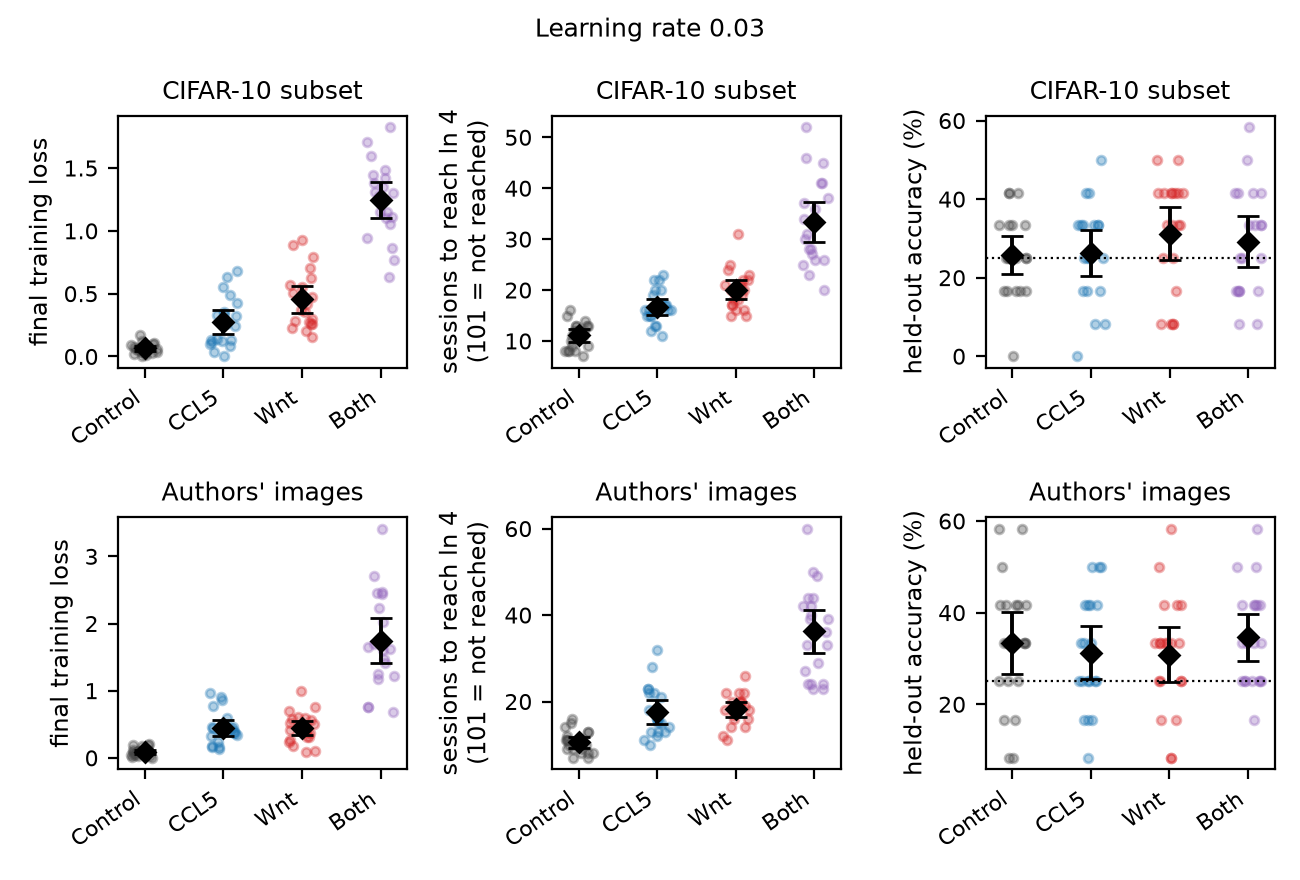 Learning rate 0.03
CIFAR-10 subset
final training loss
1.5
1.0
0.5
0.0
Control
CCL5
Wnt
Both
CIFAR-10 subset
sessions to reach ln 4
(101 = not reached)
50
40
30
20
10
Control
CCL5
Wnt
Both
CIFAR-10 subset
held-out accuracy (%)
60
40
20
0
Control
CCL5
Wnt
Both
Authors' images
final training loss
3
2
1
0
Control
CCL5
Wnt
Both
Authors' images
sessions to reach ln 4
(101 = not reached)
60
40
20
Control
CCL5
Wnt
Both
Authors' images
held-out accuracy (%)
60
40
20
Control
CCL5
Wnt
Both